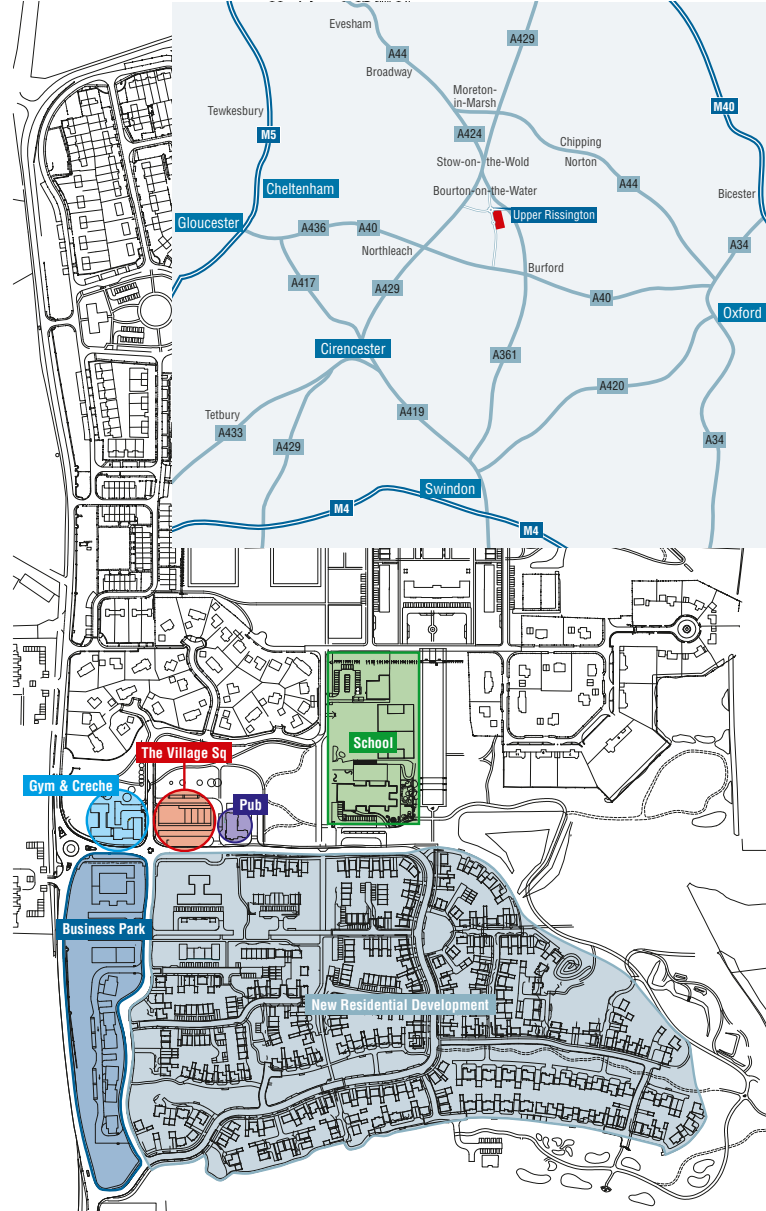 Evesham
A429
A44
Broadway
Moreton-
in-Marsh
M40
Tewkesbury
M5
A424
Chipping
Norton
Stow-on-the-Wold
A44
Cheltenham
Bourton-on-the-Water
Bicester
Upper Rissington
Gloucester
A436
A40
A34
Northleach
Burford
A417
A429
A40
Oxford
Cirencester
A361
A420
A419
Tetbury
A433
A429
A34
Swindon
M4
M4
School
The Village Sq
Gym & Creche
Pub
Business Park
New Residential Development